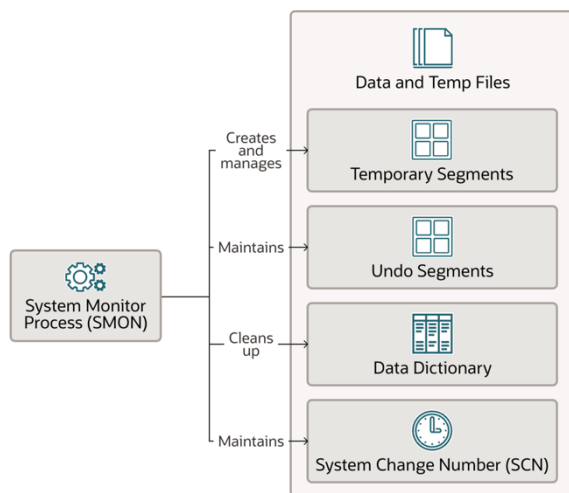 Data and Temp Files
Creates
and
manages
Temporary Segments
Maintains
Undo Segments
System Monitor
Process (SMON)
Cleans
up
Data Dictionary
Maintains
System Change Number (SCN)